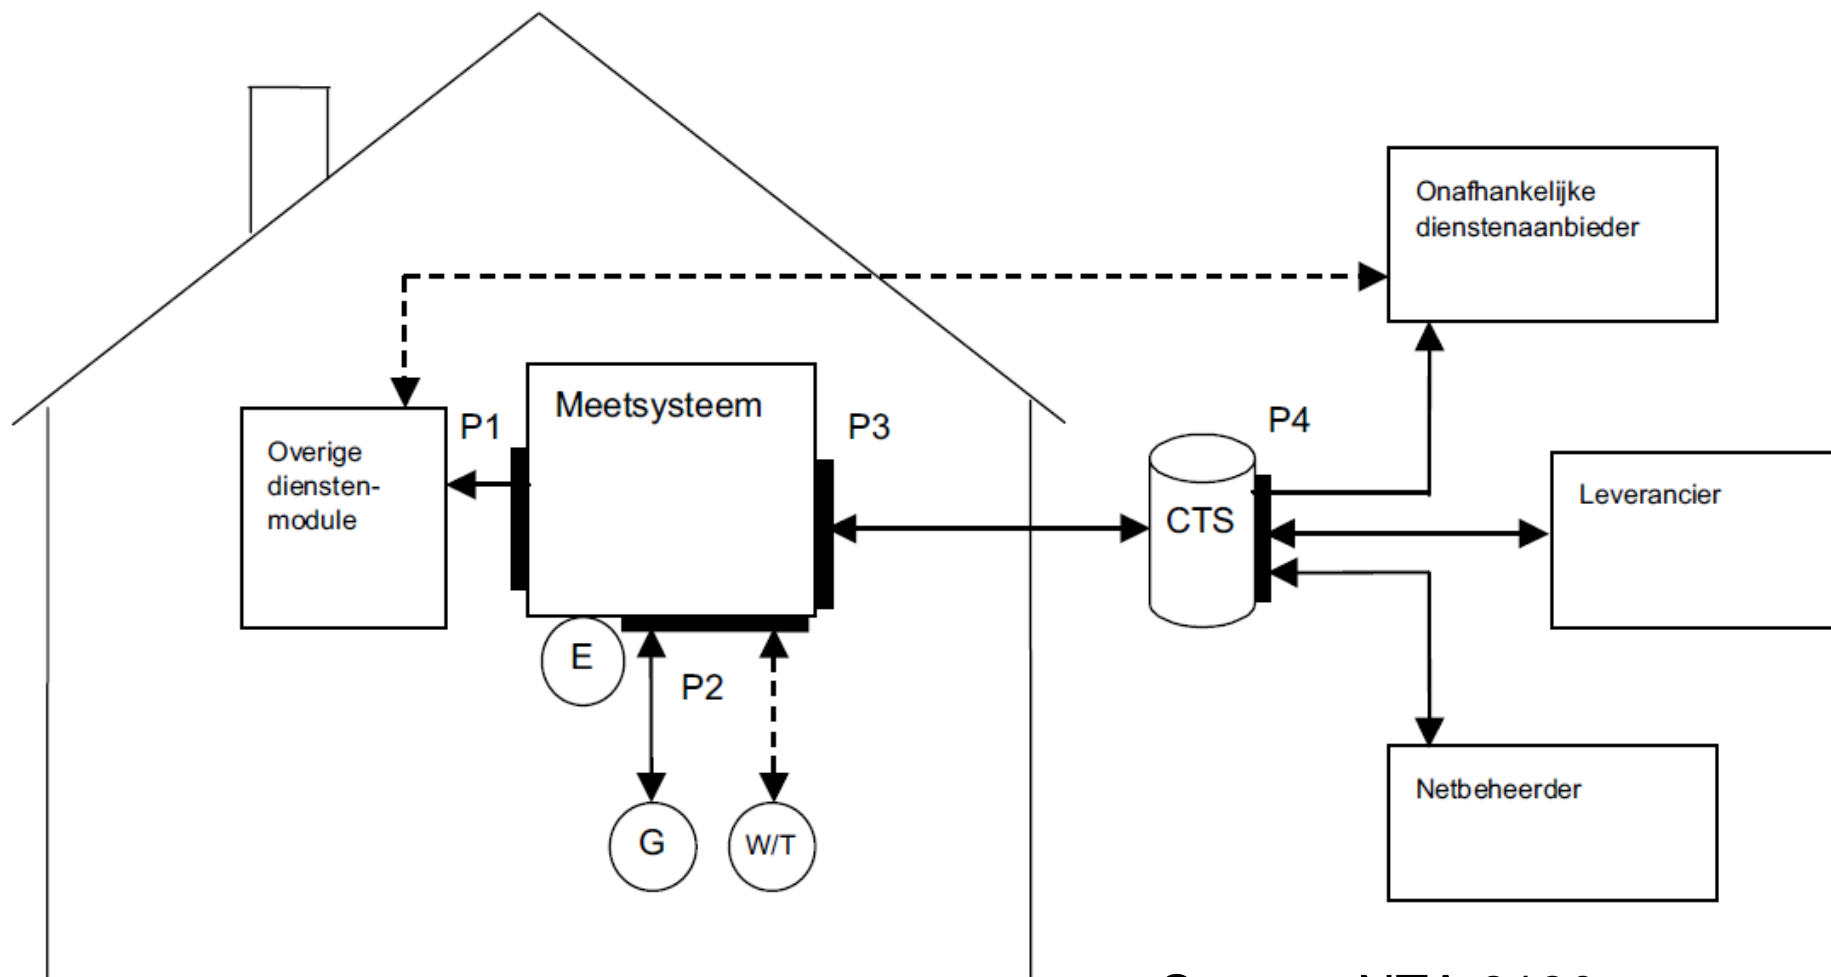 Onafhankelijke
dienstenaanbieder
Meetsysteem
P1
P3
P4
Overige
diensten-
module
Leverancier
CTS
E
P2
Netbeheerder
G
W/T